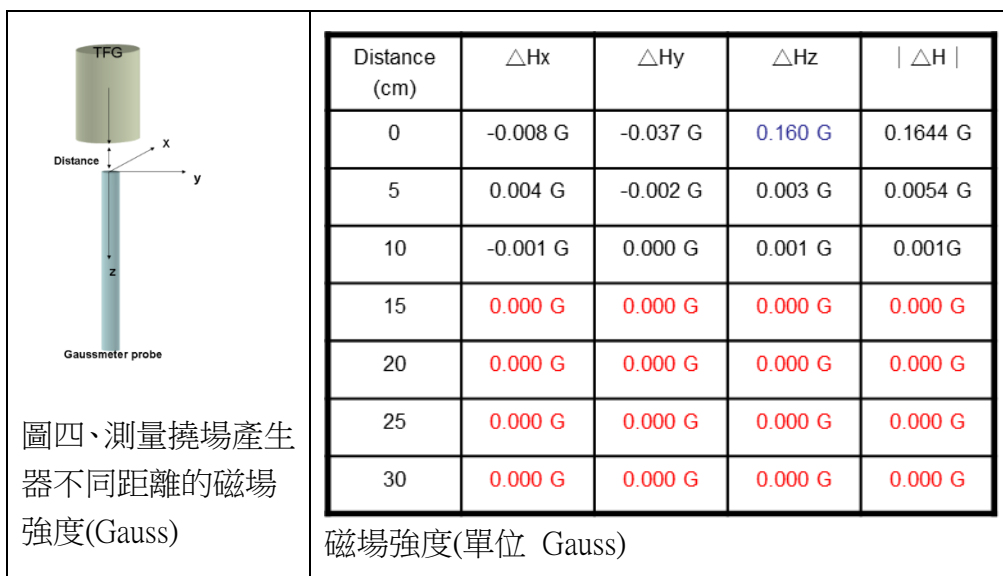 TFG
x
Distance
y
z
Gaussmeter probe
圖四、測量撓場產生
器不同距離的磁場
強度(Gauss)
Distance (cm) △Hx △Hy △Hz |△H|
0 -0.008 G -0.037 G 0.160 G 0.1644 G
5 0.004 G -0.002 G 0.003 G 0.0054 G
10 -0.001 G 0.000 G 0.001 G 0.001G
15 0.000 G 0.000 G 0.000 G 0.000 G
20 0.000 G 0.000 G 0.000 G 0.000 G
25 0.000 G 0.000 G 0.000 G 0.000 G
30 0.000 G 0.000 G 0.000 G 0.000 G
磁場強度(單位 Gauss)